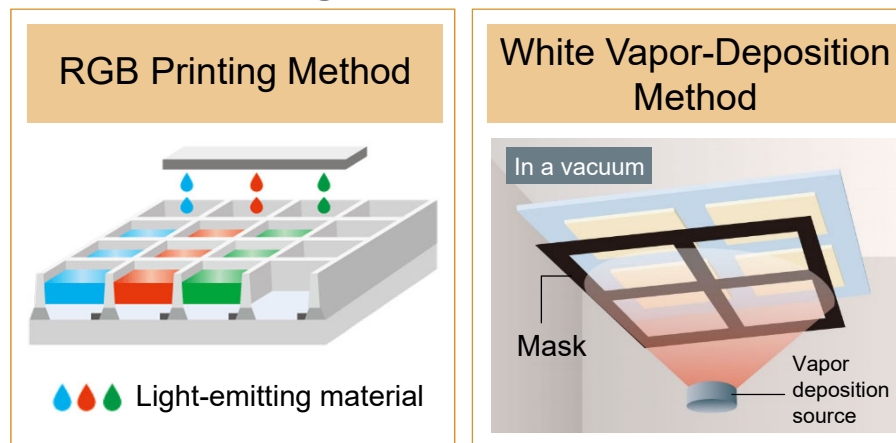 RGB Printing Method
Light-emitting material
White Vapor-Deposition
Method
In a vacuum
Mask
Vapor
deposition
source